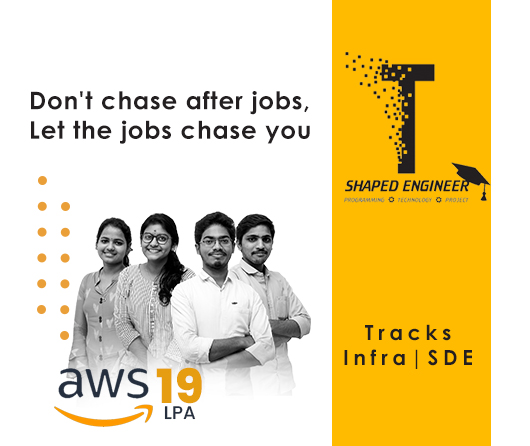 Don't chase after jobs,
Let the jobs chase you
T
SHAPED ENGINEER
PROGRAMMING TECHNOLOGY PROJECT
Tracks
Infra|SDE
aws 19
LPA